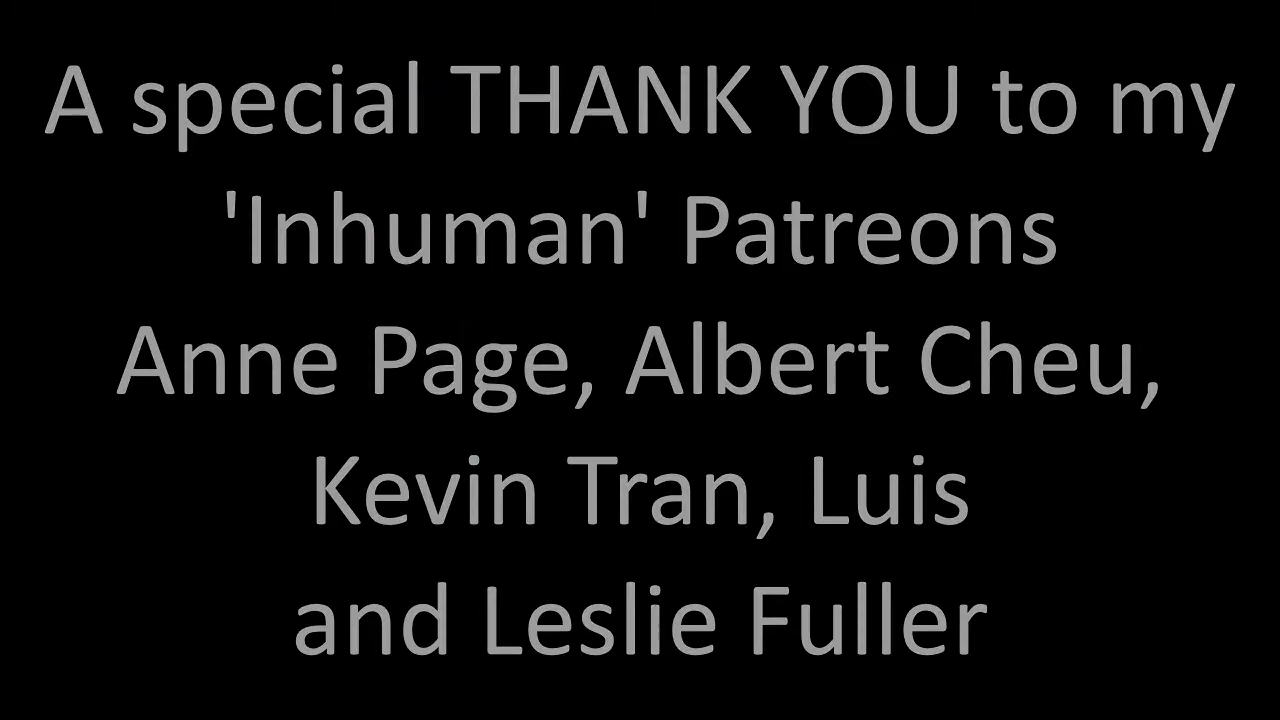 A special THANK YOU to my
'Inhuman' Patreons
Anne Page, Albert Cheu,
Kevin Tran, Luis
and Leslie Fuller